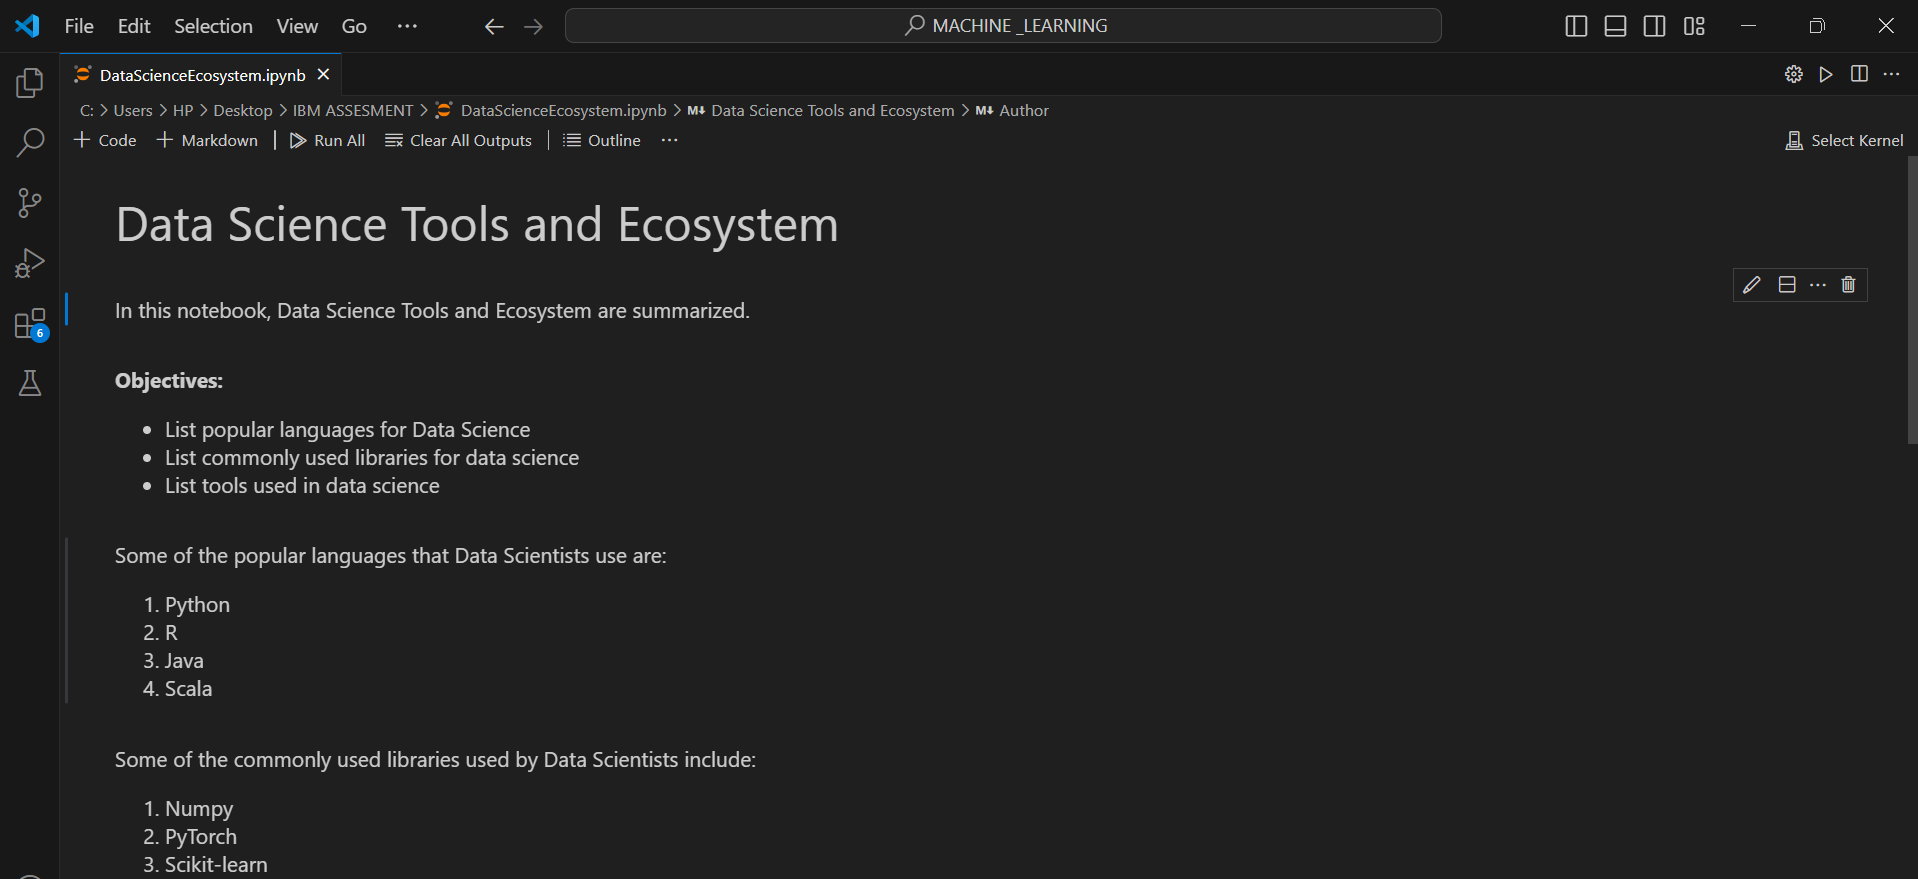 File Edit Selection View Go ···
MACHINE _LEARNING
DataScienceEcosystem.ipynb
C: > Users > HP > Desktop > IBM ASSESMENT > DataScienceEcosystem.ipynb > M↓ Data Science Tools and Ecosystem > M↓ Author
+ Code + Markdown | Run All Clear All Outputs | Outline ··· Select Kernel
Data Science Tools and Ecosystem
In this notebook, Data Science Tools and Ecosystem are summarized.
Objectives:
• List popular languages for Data Science
• List commonly used libraries for data science
• List tools used in data science
6
Some of the popular languages that Data Scientists use are:
1. Python
2. R
3. Java
4. Scala
Some of the commonly used libraries used by Data Scientists include:
1. Numpy
2. PyTorch
3. Scikit-learn